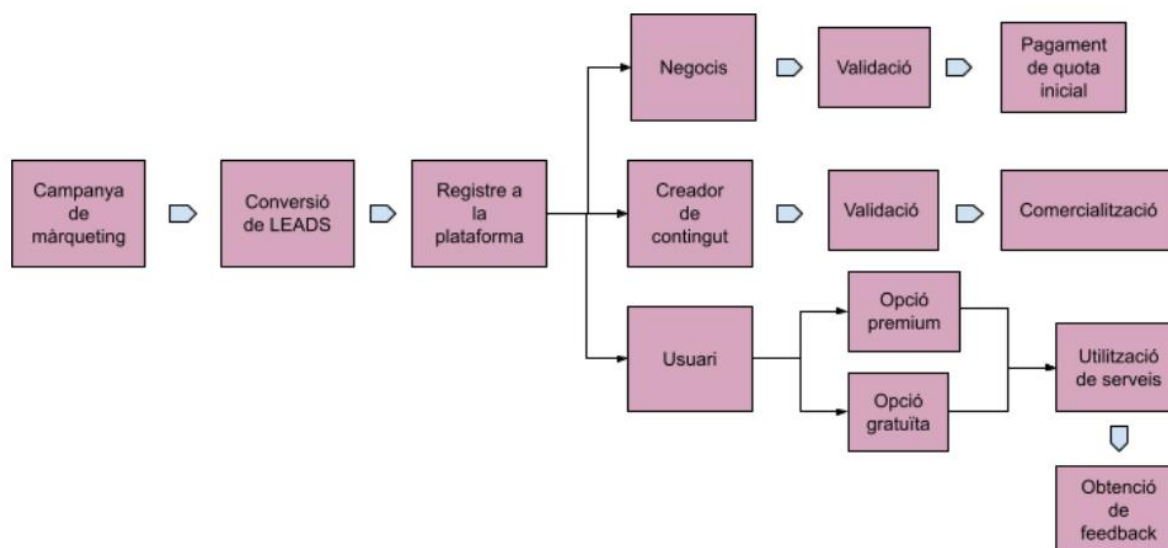 Negocis
Validació
Pagament
de quota
inicial
Campanya
de
màrqueting
Conversió
de LEADS
Registre a
la
plataforma
Creador
de
contingut
Validació
Comercialització
Usuari
Opció
premium
Opció
gratuïta
Utilització
de serveis
Obtenció
de
feedback